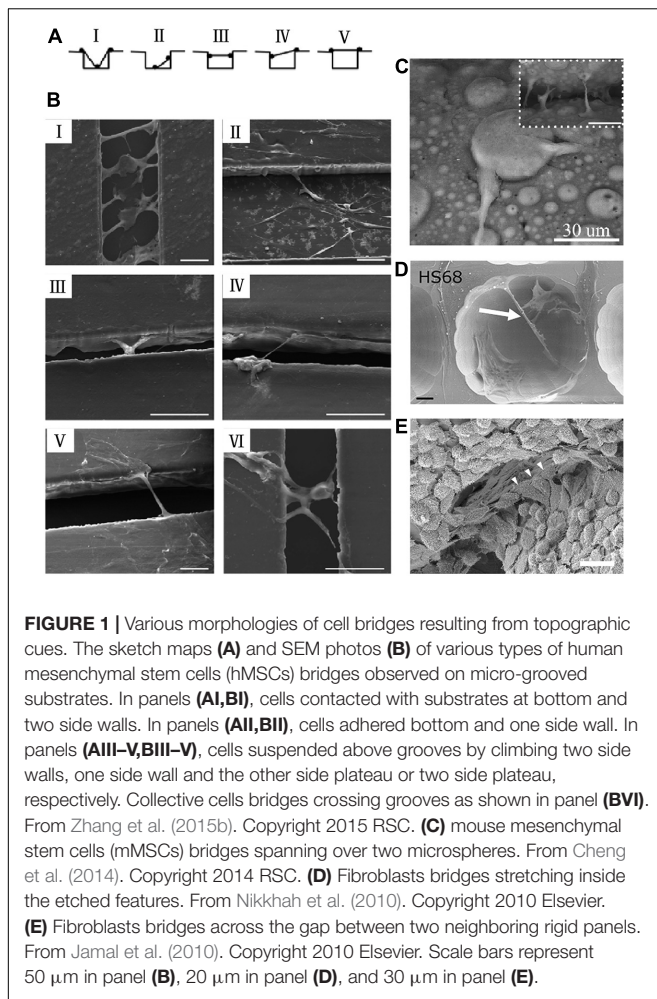 A
I II III IV V
B
I
II
III
IV
V
VI
C
30 um
D
HS68
E
FIGURE 1 | Various morphologies of cell bridges resulting from topographic
cues. The sketch maps (A) and SEM photos (B) of various types of human
mesenchymal stem cells (hMSCs) bridges observed on micro-grooved
substrates. In panels (AI,BI), cells contacted with substrates at bottom and
two side walls. In panels (AII,BII), cells adhered bottom and one side wall. In
panels (AIII–V,BIII–V), cells suspended above grooves by climbing two side
walls, one side wall and the other side plateau or two side plateau,
respectively. Collective cells bridges crossing grooves as shown in panel (BVI).
From Zhang et al. (2015b). Copyright 2015 RSC. (C) mouse mesenchymal
stem cells (mMSCs) bridges spanning over two microspheres. From Cheng
et al. (2014). Copyright 2014 RSC. (D) Fibroblasts bridges stretching inside
the etched features. From Nikkhah et al. (2010). Copyright 2010 Elsevier.
(E) Fibroblasts bridges across the gap between two neighboring rigid panels.
From Jamal et al. (2010). Copyright 2010 Elsevier. Scale bars represent
50 μm in panel (B), 20 μm in panel (D), and 30 μm in panel (E).